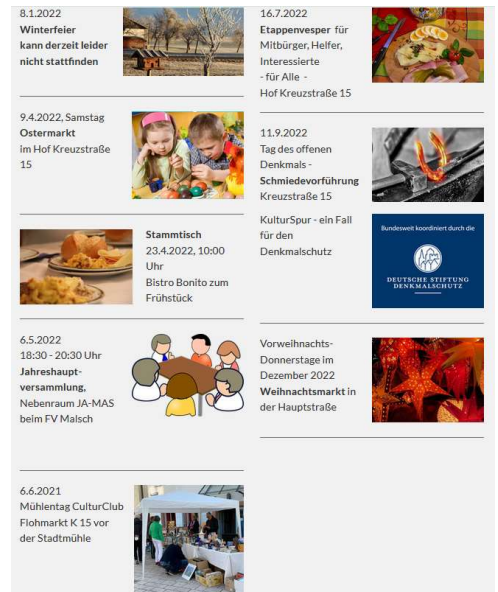 8.1.2022
Winterfeier
kann derzeit leider
nicht stattfinden
9.4.2022, Samstag
Ostermarkt
im Hof Kreuzstraße
15
Stammtisch
23.4.2022, 10:00
Uhr
Bistro Bonito zum
Frühstück
6.5.2022
18:30 - 20:30 Uhr
Jahreshaupt-
versammlung,
Nebenraum JA-MAS
beim FV Malsch
6.6.2021
Mühlentag CulturClub
Flohmarkt K 15 vor
der Stadtmühle
16.7.2022
Etappenvesper für
Mitbürger, Helfer,
Interessierte
- für Alle -
Hof Kreuzstraße 15
11.9.2022
Tag des offenen
Denkmals -
Schmiedevorführung
Kreuzstraße 15
KulturSpur - ein Fall
für den
Denkmalschutz
Bundesweit koordiniert durch die
DEUTSCHE STIFTUNG
DENKMALSCHUTZ
Vorweihnachts-
Donnerstage im
Dezember 2022
Weihnachtsmarkt in
der Hauptstraße